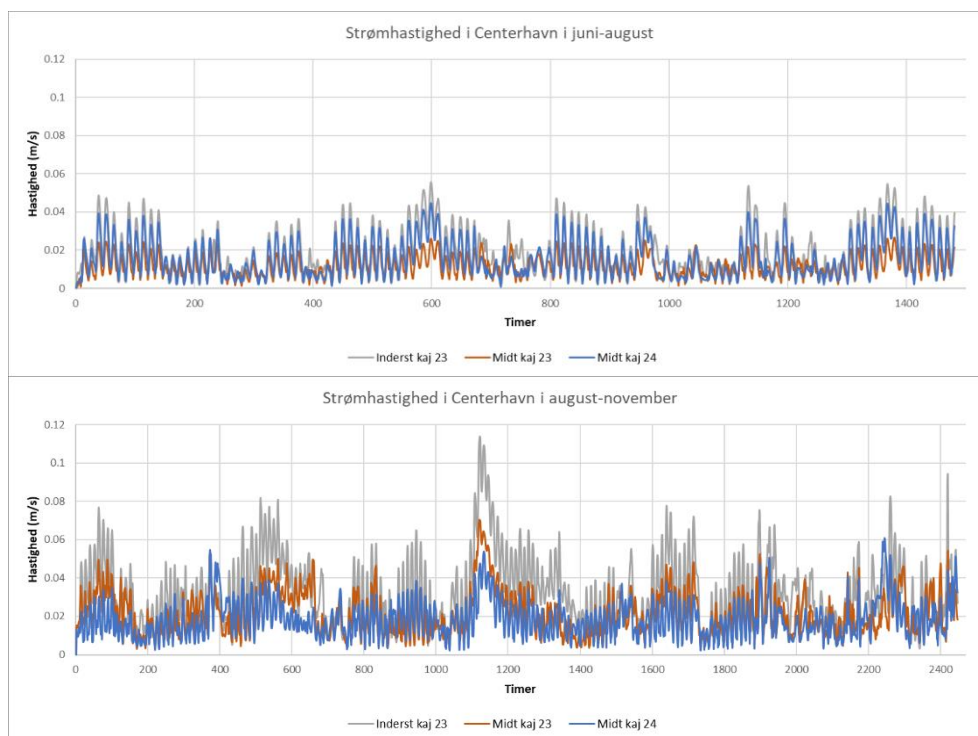 Strømhastighed i Centerhavn i juni-august
0.12
0.1
0.08
0.06
0.04
0.02
0
Hastighed (m/s)
0 200 400 600 800 1000 1200 1400
Timer
Inderst kaj 23 Midt kaj 23 Midt kaj 24
Strømhastighed i Centerhavn i august-november
0.12
0.1
0.08
0.06
0.04
0.02
0
Hastighed (m/s)
0 200 400 600 800 1000 1200 1400 1600 1800 2000 2200 2400
Timer
Inderst kaj 23 Midt kaj 23 Midt kaj 24